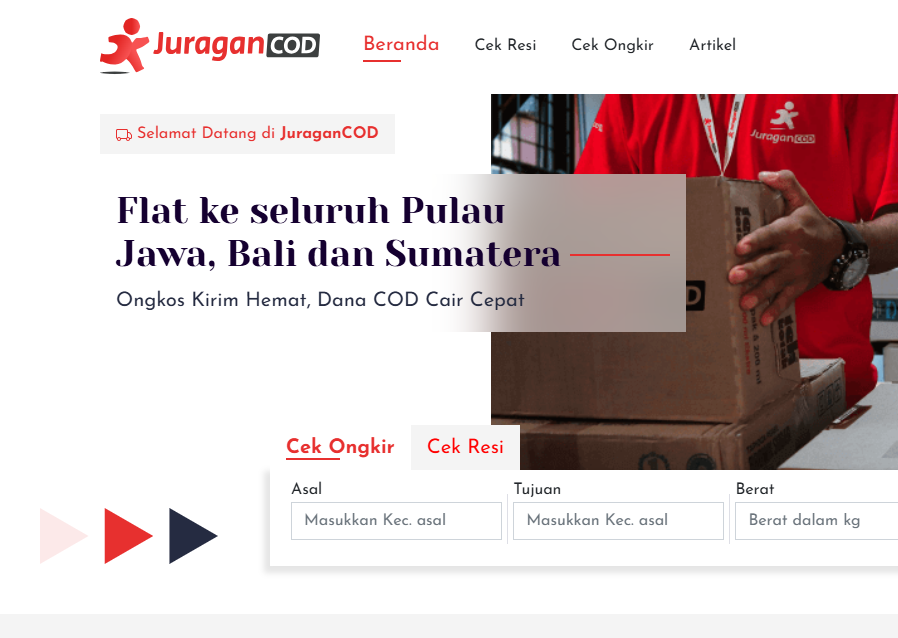 JuraganCOD
Beranda
Cek Resi
Cek Ongkir
Artikel
Selamat Datang di JuraganCOD
JuraganCOD
Flat ke seluruh Pulau
Jawa, Bali dan Sumatera
Ongkos Kirim Hemat, Dana COD Cair Cepat
Cek Ongkir
Cek Resi
Asal
Tujuan
Berat
Masukkan Kec. asal
Masukkan Kec. asal
Berat dalam kg